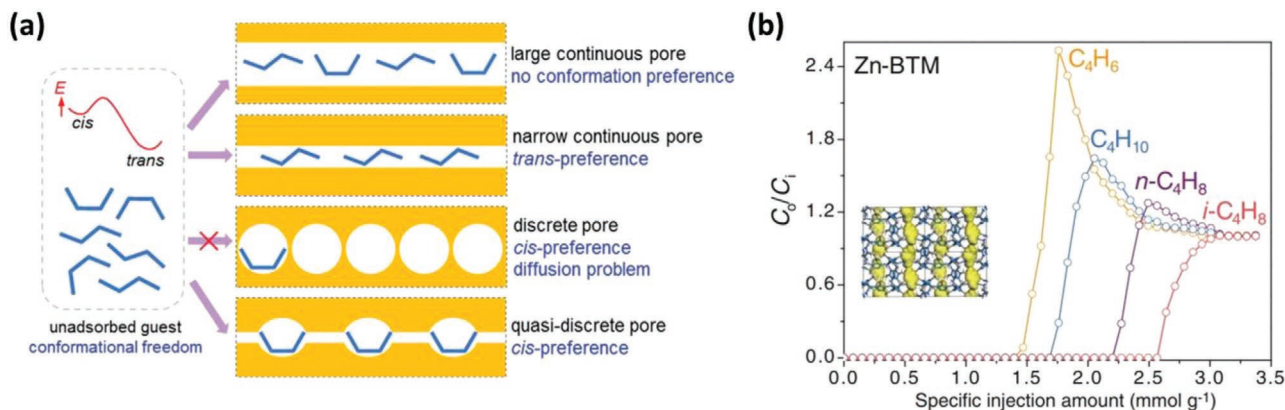 (a)
E
cis
trans
unadsorbed guest
conformational freedom
large continuous pore
no conformation preference
narrow continuous pore
trans-preference
discrete pore
cis-preference
diffusion problem
quasi-discrete pore
cis-preference
(b)
Zn-BTM
C₄H₆
C₄H₁₀
n-C₄H₈
i-C₄H₈
Cₒ/Cᵢ
2.4
1.8
1.2
0.6
0.0
0.0 0.5 1.0 1.5 2.0 2.5 3.0 3.5
Specific injection amount (mmol g⁻¹)